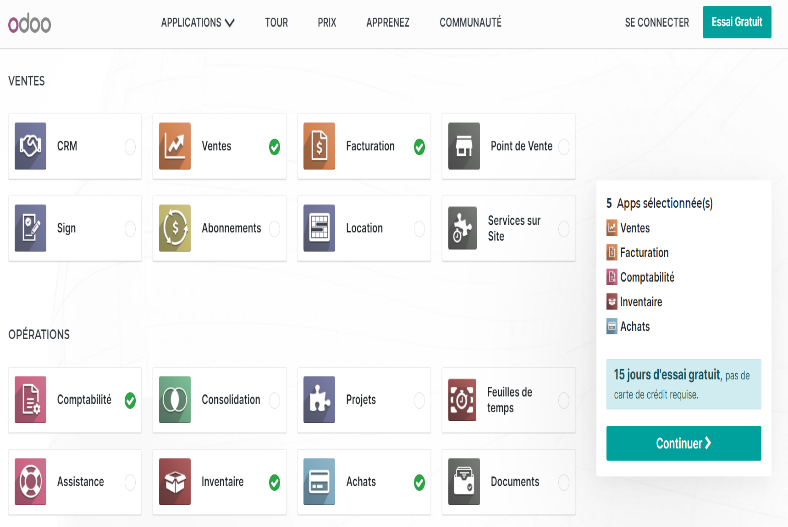 odoo
APPLICATIONS
TOUR
PRIX
APPRENEZ
COMMUNAUTÉ
SE CONNECTER
Essai Gratuit
VENTES
CRM
Ventes
Facturation
Point de Vente
Sign
Abonnements
Location
Services sur
Site
OPÉRATIONS
Comptabilité
Consolidation
Projets
Feuilles de
temps
Assistance
Inventaire
Achats
Documents
5 Apps sélectionnée(s)
Ventes
Facturation
Comptabilité
Inventaire
Achats
15 jours d'essai gratuit, pas de
carte de crédit requise.
Continuer ❯